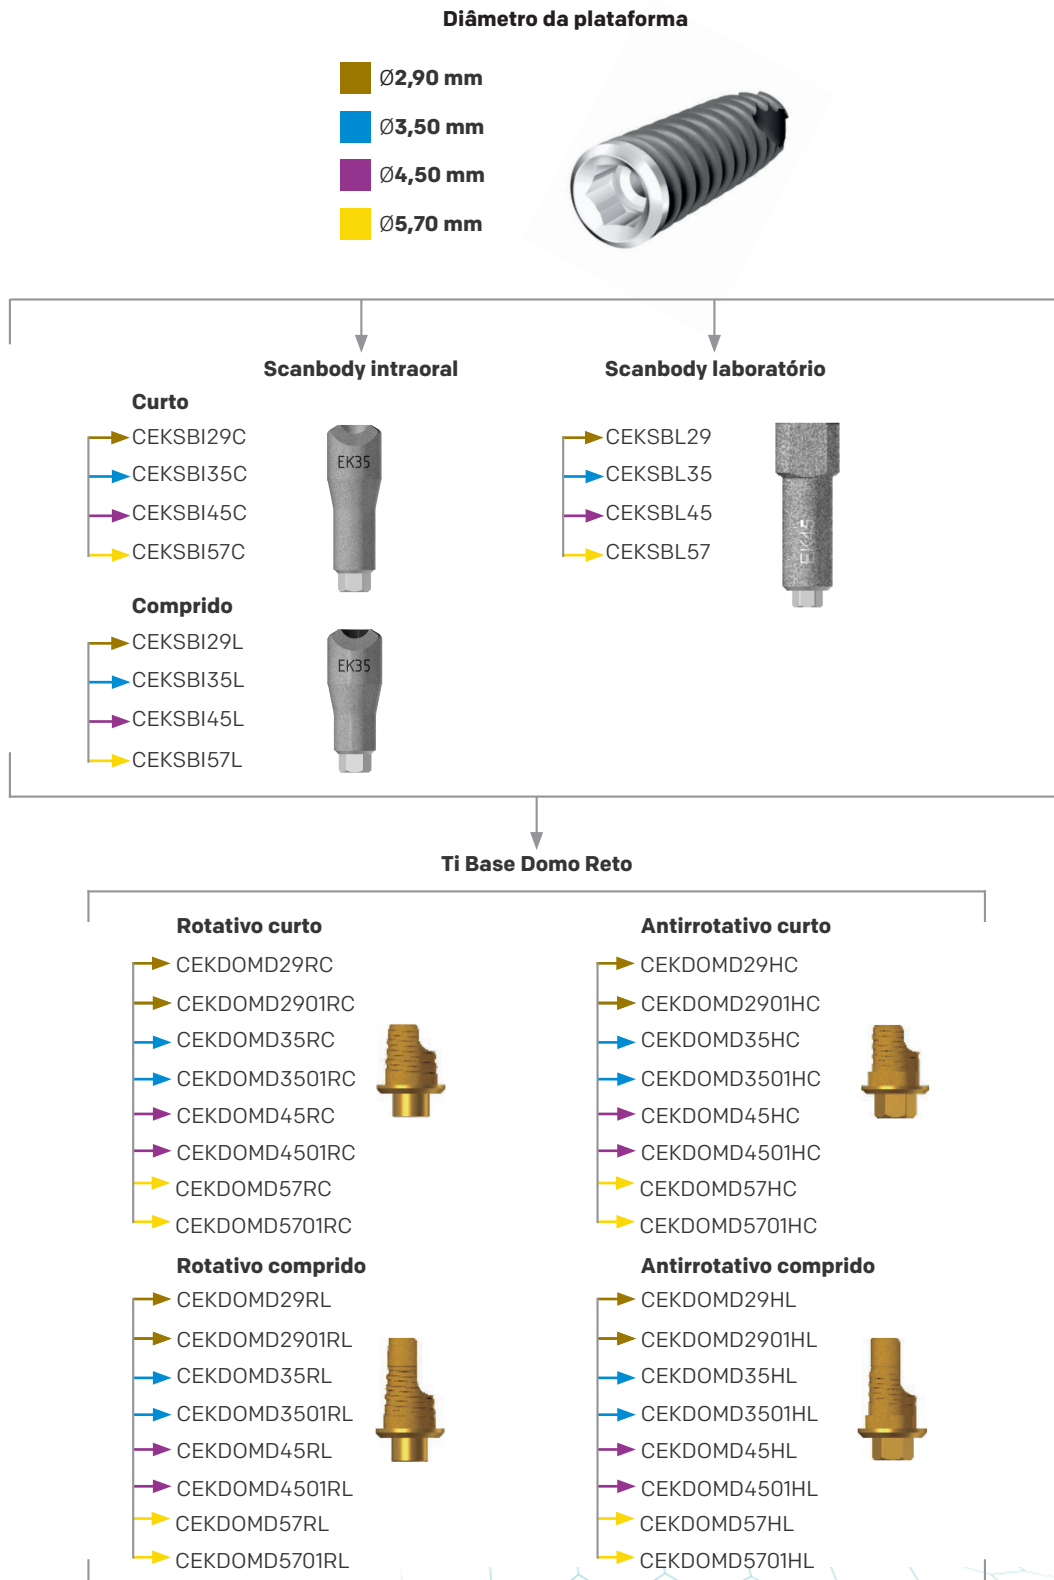 Diâmetro da plataforma
Ø2,90 mm
Ø3,50 mm
Ø4,50 mm
Ø5,70 mm
Scanbody intraoral
Curto
CEKSBI29C
CEKSBI35C
CEKSBI45C
CEKSBI57C
EK35
Comprido
CEKSBI29L
CEKSBI35L
CEKSBI45L
CEKSBI57L
EK35
Scanbody laboratório
CEKSBL29
CEKSBL35
CEKSBL45
CEKSBL57
EK45
Ti Base Domo Reto
Rotativo curto
CEKDOMD29RC
CEKDOMD2901RC
CEKDOMD35RC
CEKDOMD3501RC
CEKDOMD45RC
CEKDOMD4501RC
CEKDOMD57RC
CEKDOMD5701RC
Antirrotativo curto
CEKDOMD29HC
CEKDOMD2901HC
CEKDOMD35HC
CEKDOMD3501HC
CEKDOMD45HC
CEKDOMD4501HC
CEKDOMD57HC
CEKDOMD5701HC
Rotativo comprido
CEKDOMD29RL
CEKDOMD2901RL
CEKDOMD35RL
CEKDOMD3501RL
CEKDOMD45RL
CEKDOMD4501RL
CEKDOMD57RL
CEKDOMD5701RL
Antirrotativo comprido
CEKDOMD29HL
CEKDOMD2901HL
CEKDOMD35HL
CEKDOMD3501HL
CEKDOMD45HL
CEKDOMD4501HL
CEKDOMD57HL
CEKDOMD5701HL